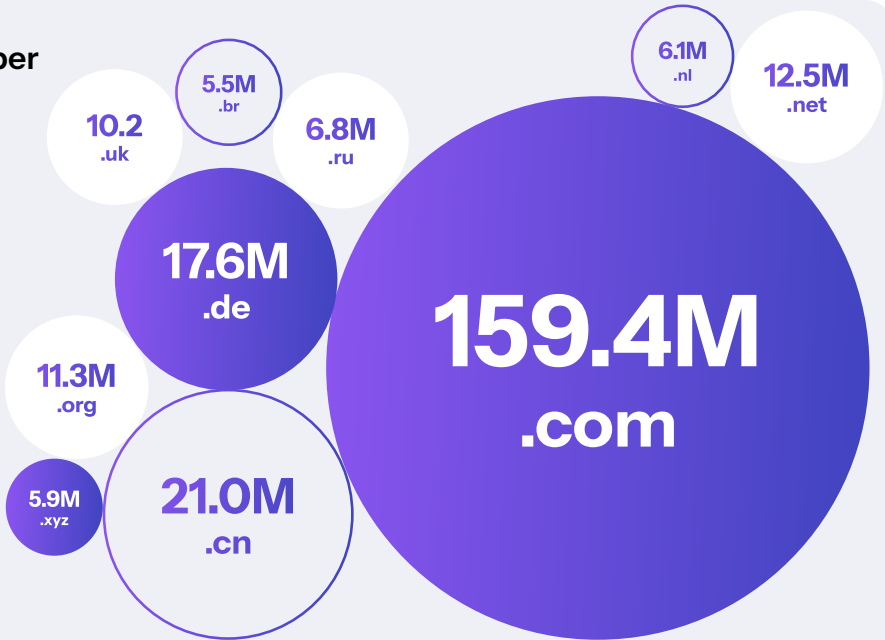 6.1M
.nl
12.5M
.net
5.5M
.br
10.2
.uk
6.8M
.ru
17.6M
.de
159.4M
.com
11.3M
.org
5.9M
.xyz
21.0M
.cn